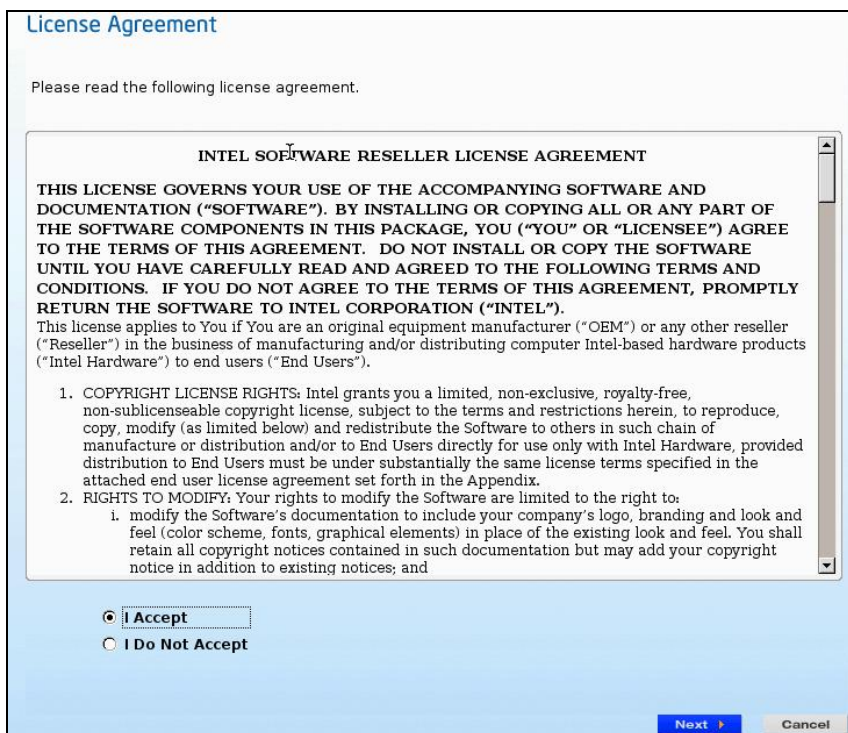 License Agreement
Please read the following license agreement.
INTEL SOFTWARE RESELLER LICENSE AGREEMENT
THIS LICENSE GOVERNS YOUR USE OF THE ACCOMPANYING SOFTWARE AND
DOCUMENTATION (“SOFTWARE”). BY INSTALLING OR COPYING ALL OR ANY PART OF
THE SOFTWARE COMPONENTS IN THIS PACKAGE, YOU (“YOU” OR “LICENSEE”) AGREE
TO THE TERMS OF THIS AGREEMENT. DO NOT INSTALL OR COPY THE SOFTWARE
UNTIL YOU HAVE CAREFULLY READ AND AGREED TO THE FOLLOWING TERMS AND
CONDITIONS. IF YOU DO NOT AGREE TO THE TERMS OF THIS AGREEMENT, PROMPTLY
RETURN THE SOFTWARE TO INTEL CORPORATION (“INTEL”).
This license applies to You if You are an original equipment manufacturer (“OEM”) or any other reseller
(“Reseller”) in the business of manufacturing and/or distributing computer Intel-based hardware products
(“Intel Hardware”) to end users (“End Users”).
1. COPYRIGHT LICENSE RIGHTS: Intel grants you a limited, non-exclusive, royalty-free,
non-sublicenseable copyright license, subject to the terms and restrictions herein, to reproduce,
copy, modify (as limited below) and redistribute the Software to others in such chain of
manufacture or distribution and/or to End Users directly for use only with Intel Hardware, provided
distribution to End Users must be under substantially the same license terms specified in the
attached end user license agreement set forth in the Appendix.
2. RIGHTS TO MODIFY: Your rights to modify the Software are limited to the right to:
i. modify the Software’s documentation to include your company’s logo, branding and look and
feel (color scheme, fonts, graphical elements) in place of the existing look and feel. You shall
retain all copyright notices contained in such documentation but may add your copyright
notice in addition to existing notices; and
I Accept
I Do Not Accept
Next
Cancel